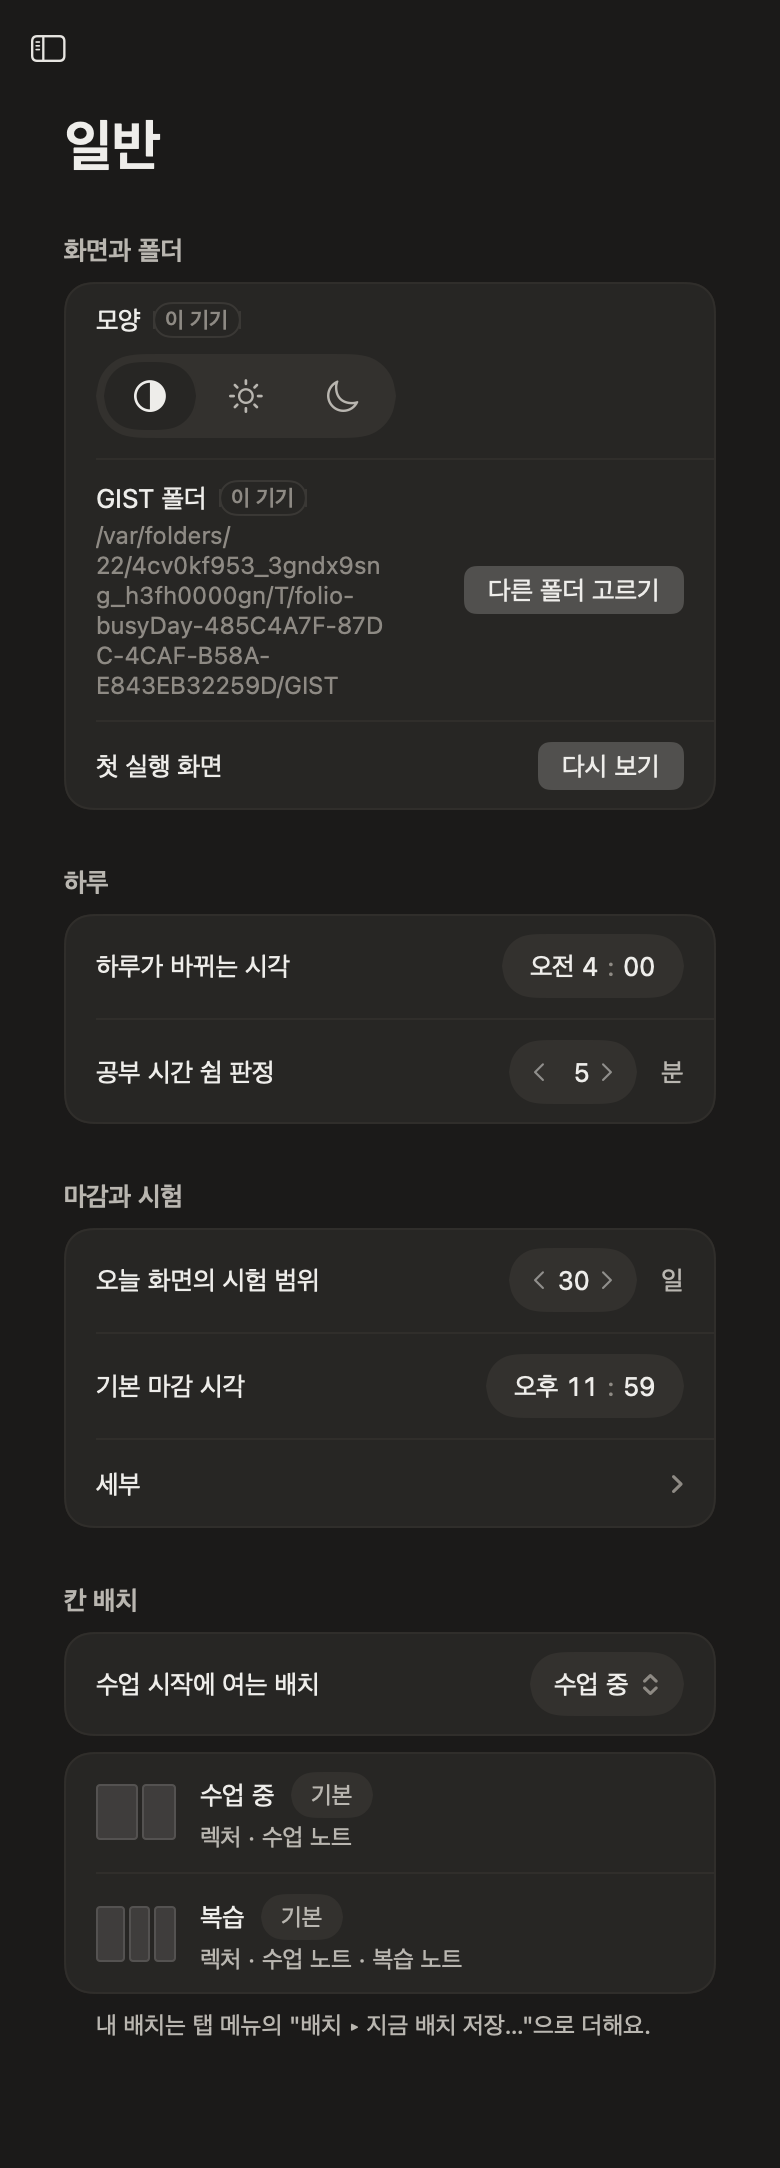 일반
화면과 폴더
모양 이 기기
GIST 폴더 이 기기
/var/folders/
22/4cv0kf953_3gndx9sn
g_h3fh0000gn/T/folio-
busyDay-485C4A7F-87D
C-4CAF-B58A-
E843EB32259D/GIST
다른 폴더 고르기
첫 실행 화면 다시 보기
하루
하루가 바뀌는 시각 오전 4 : 00
공부 시간 쉼 판정 5 분
마감과 시험
오늘 화면의 시험 범위 30 일
기본 마감 시각 오후 11 : 59
세부
칸 배치
수업 시작에 여는 배치 수업 중
수업 중 기본
렉처 · 수업 노트
복습 기본
렉처 · 수업 노트 · 복습 노트
내 배치는 탭 메뉴의 "배치 ▸ 지금 배치 저장…"으로 더해요.